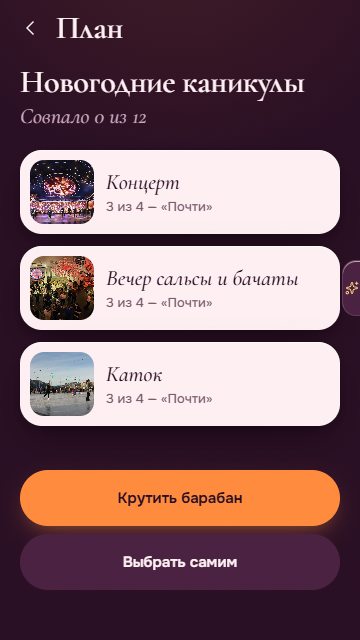 План
Новогодние каникулы
Совпало 0 из 12
Концерт
3 из 4 — «Почти»
Вечер сальсы и бачаты
3 из 4 — «Почти»
Каток
3 из 4 — «Почти»
Крутить барабан
Выбрать самим